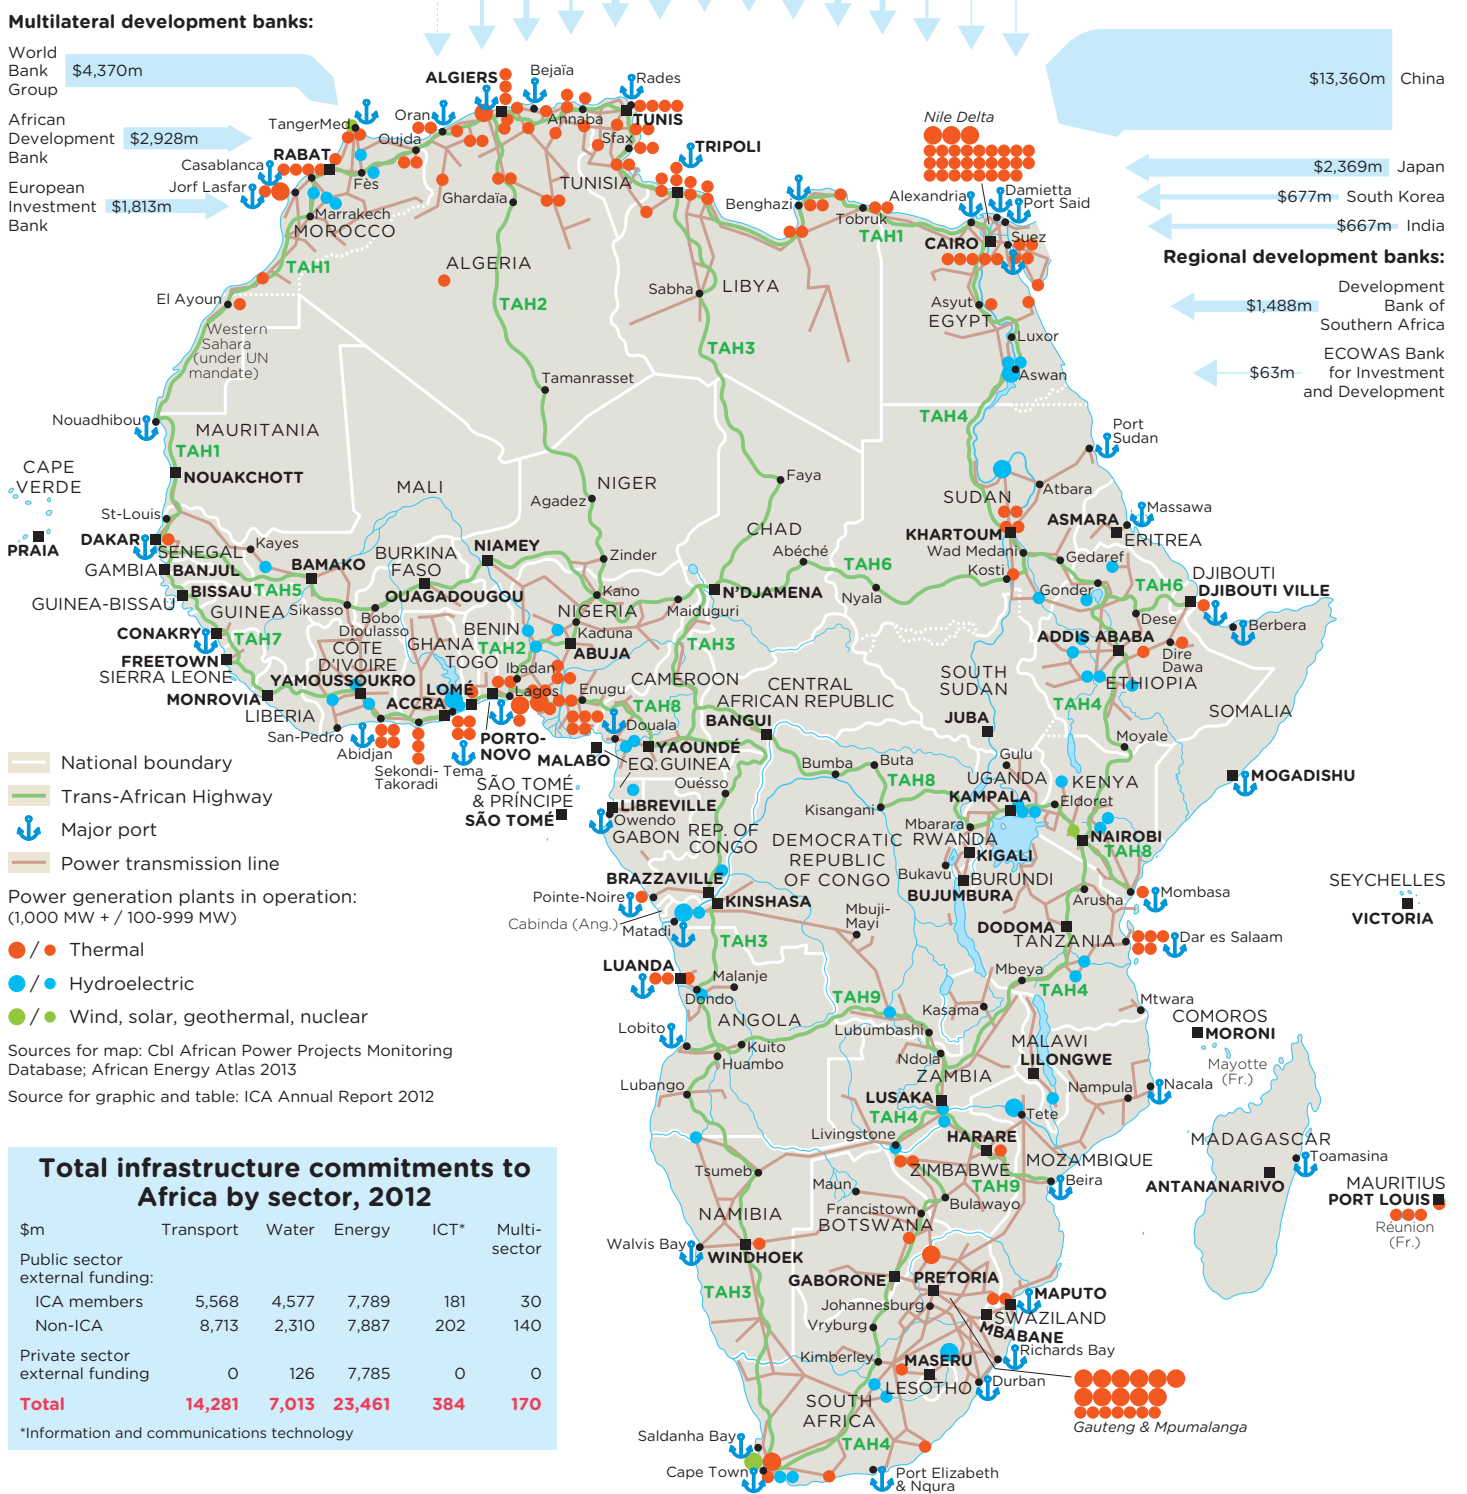 Multilateral development banks:
World
Bank
Group
$4,370m
African
Development
Bank
$2,928m
European
Investment
Bank
$1,813m
$13,360m China
$2,369m Japan
$677m South Korea
$667m India
Regional development banks:
$1,488m
Development
Bank of
Southern Africa
$63m
ECOWAS Bank
for Investment
and Development
ALGIERS
Bejaïa
Rades
Oran
Annaba
TUNIS
TangerMed
Oujda
Sfax
TRIPOLI
RABAT
Casablanca
Fès
TUNISIA
Jorf Lasfar
Ghardaïa
Marrakech
MOROCCO
Nile Delta
Benghazi
Tobruk
Alexandria
Damietta
Port Said
TAH1
CAIRO
Suez
TAH1
ALGERIA
El Ayoun
TAH2
Sabha
LIBYA
Asyut
EGYPT
Western
Sahara
(under UN
mandate)
TAH3
Luxor
Tamanrasset
Aswan
Nouadhibou
MAURITANIA
TAH1
TAH4
Port
Sudan
CAPE
VERDE
NOUAKCHOTT
MALI
NIGER
Agadez
Faya
SUDAN
Atbara
St-Louis
CHAD
ASMARA
Massawa
PRAIA
DAKAR
Kayes
NIAMEY
KHARTOUM
ERITREA
SENEGAL
BURKINA
FASO
Zinder
Abéché
TAH6
Wad Medani
Gedaref
GAMBIA
BANJUL
BAMAKO
Kosti
DJIBOUTI
TAH5
BISSAU
OUAGADOUGOU
Kano
N'DJAMENA
Nyala
Gonder
TAH6
DJIBOUTI VILLE
GUINEA-BISSAU
GUINEA
Sikasso
Bobo
Dioulasso
NIGERIA
Maiduguri
Dese
Berbera
CONAKRY
TAH7
GHANA
BENIN
Kaduna
TAH3
ADDIS ABABA
CÔTE
D'IVOIRE
TAH2
TOGO
ABUJA
Dire
Dawa
FREETOWN
SIERRA LEONE
YAMOUSSOUKRO
Ibadan
CAMEROON
CENTRAL
AFRICAN REPUBLIC
SOUTH
SUDAN
ETHIOPIA
MONROVIA
LOMÉ
Lagos
Enugu
LIBERIA
ACCRA
TAH8
TAH4
SOMALIA
BANGUI
JUBA
San-Pedro
Abidjan
Sekondi-
Takoradi
Tema
PORTO-
NOVO
Douala
MALABO
YAOUNDÉ
EQ.GUINEA
Moyale
Bumba
Buta
Gulu
MOGADISHU
SÃO TOMÉ
& PRÍNCIPE
SÃO TOMÉ
Ouésso
TAH8
UGANDA
KENYA
KAMPALA
Eldoret
LIBREVILLE
Owendo
Kisangani
Mbarara
GABON
REP. OF
CONGO
DEMOCRATIC
REPUBLIC
OF CONGO
RWANDA
NAIROBI
TAH8
KIGALI
Bukavu
BURUNDI
BRAZZAVILLE
BUJUMBURA
SEYCHELLES
VICTORIA
Pointe-Noire
KINSHASA
Arusha
Mombasa
Cabinda (Ang.)
Matadi
Mbuji-
Mayi
DODOMA
TANZANIA
Dar es Salaam
TAH3
LUANDA
Malanje
Mbeya
TAH4
Dondo
TAH9
Kasama
Mtwara
ANGOLA
Lubumbashi
COMOROS
MORONI
Lobito
Kuito
Huambo
Ndola
MALAWI
LILONGWE
Mayotte
(Fr.)
ZAMBIA
Lubango
Nampula
Nacala
LUSAKA
TAH4
Tete
Livingstone
HARARE
MADAGASCAR
Toamasina
Tsumeb
ZIMBABWE
MOZAMBIQUE
ANTANANARIVO
MAURITIUS
PORT LOUIS
Maun
TAH9
Beira
Réunion
(Fr.)
NAMIBIA
Francistown
Bulawayo
BOTSWANA
Walvis Bay
WINDHOEK
GABORONE
PRETORIA
TAH3
Johannesburg
MAPUTO
SWAZILAND
MBABANE
Vryburg
Richards Bay
Kimberley
MASERU
Durban
LESOTHO
SOUTH
AFRICA
Gauteng & Mpumalanga
TAH4
Saldanha Bay
Cape Town
Port Elizabeth
& Nqura
National boundary
Trans-African Highway
Major port
Power transmission line
Power generation plants in operation:
(1,000 MW + / 100-999 MW)
/ Thermal
/ Hydroelectric
/ Wind, solar, geothermal, nuclear
Sources for map: Cbl African Power Projects Monitoring
Database; African Energy Atlas 2013
Source for graphic and table: ICA Annual Report 2012
Total infrastructure commitments to
Africa by sector, 2012
$m Transport Water Energy ICT* Multi-
sector
Public sector
external funding:
ICA members 5,568 4,577 7,789 181 30
Non-ICA 8,713 2,310 7,887 202 140
Private sector
external funding 0 126 7,785 0 0
Total 14,281 7,013 23,461 384 170
*Information and communications technology